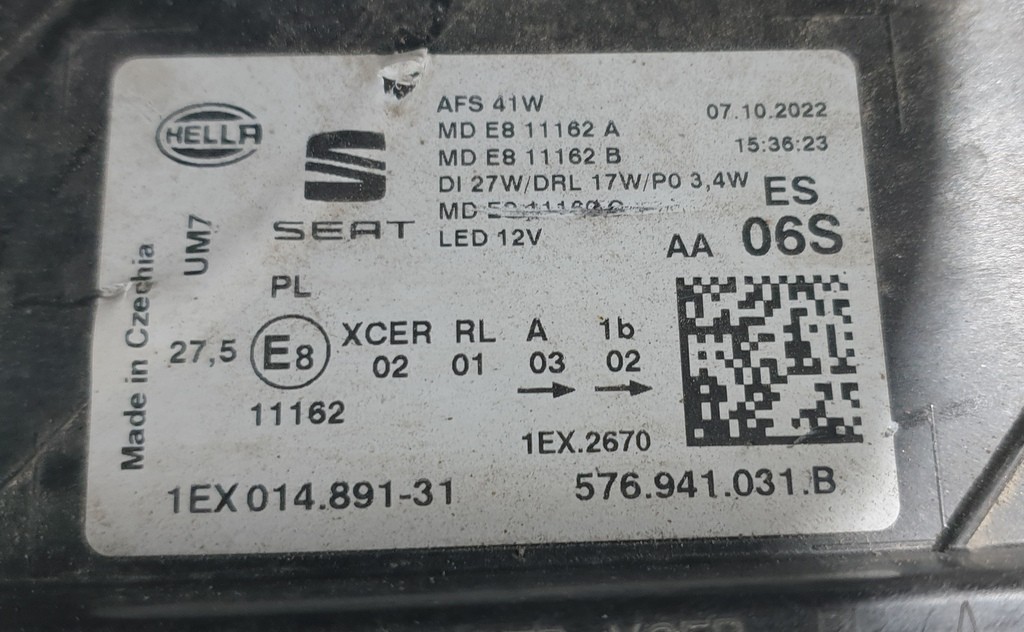 HELLA
SEAT
UM7
Made in Czechia
AFS 41W
MD E8 11162 A
MD E8 11162 B
DI 27W/DRL 17W/PO 3,4W
MD
LED 12V
07.10.2022
15:36:23
ES
AA 06S
PL
27,5 E8 XCER RL A 1b
02 01 03 02
11162
1EX.2670
1EX 014.891-31
576.941.031.B